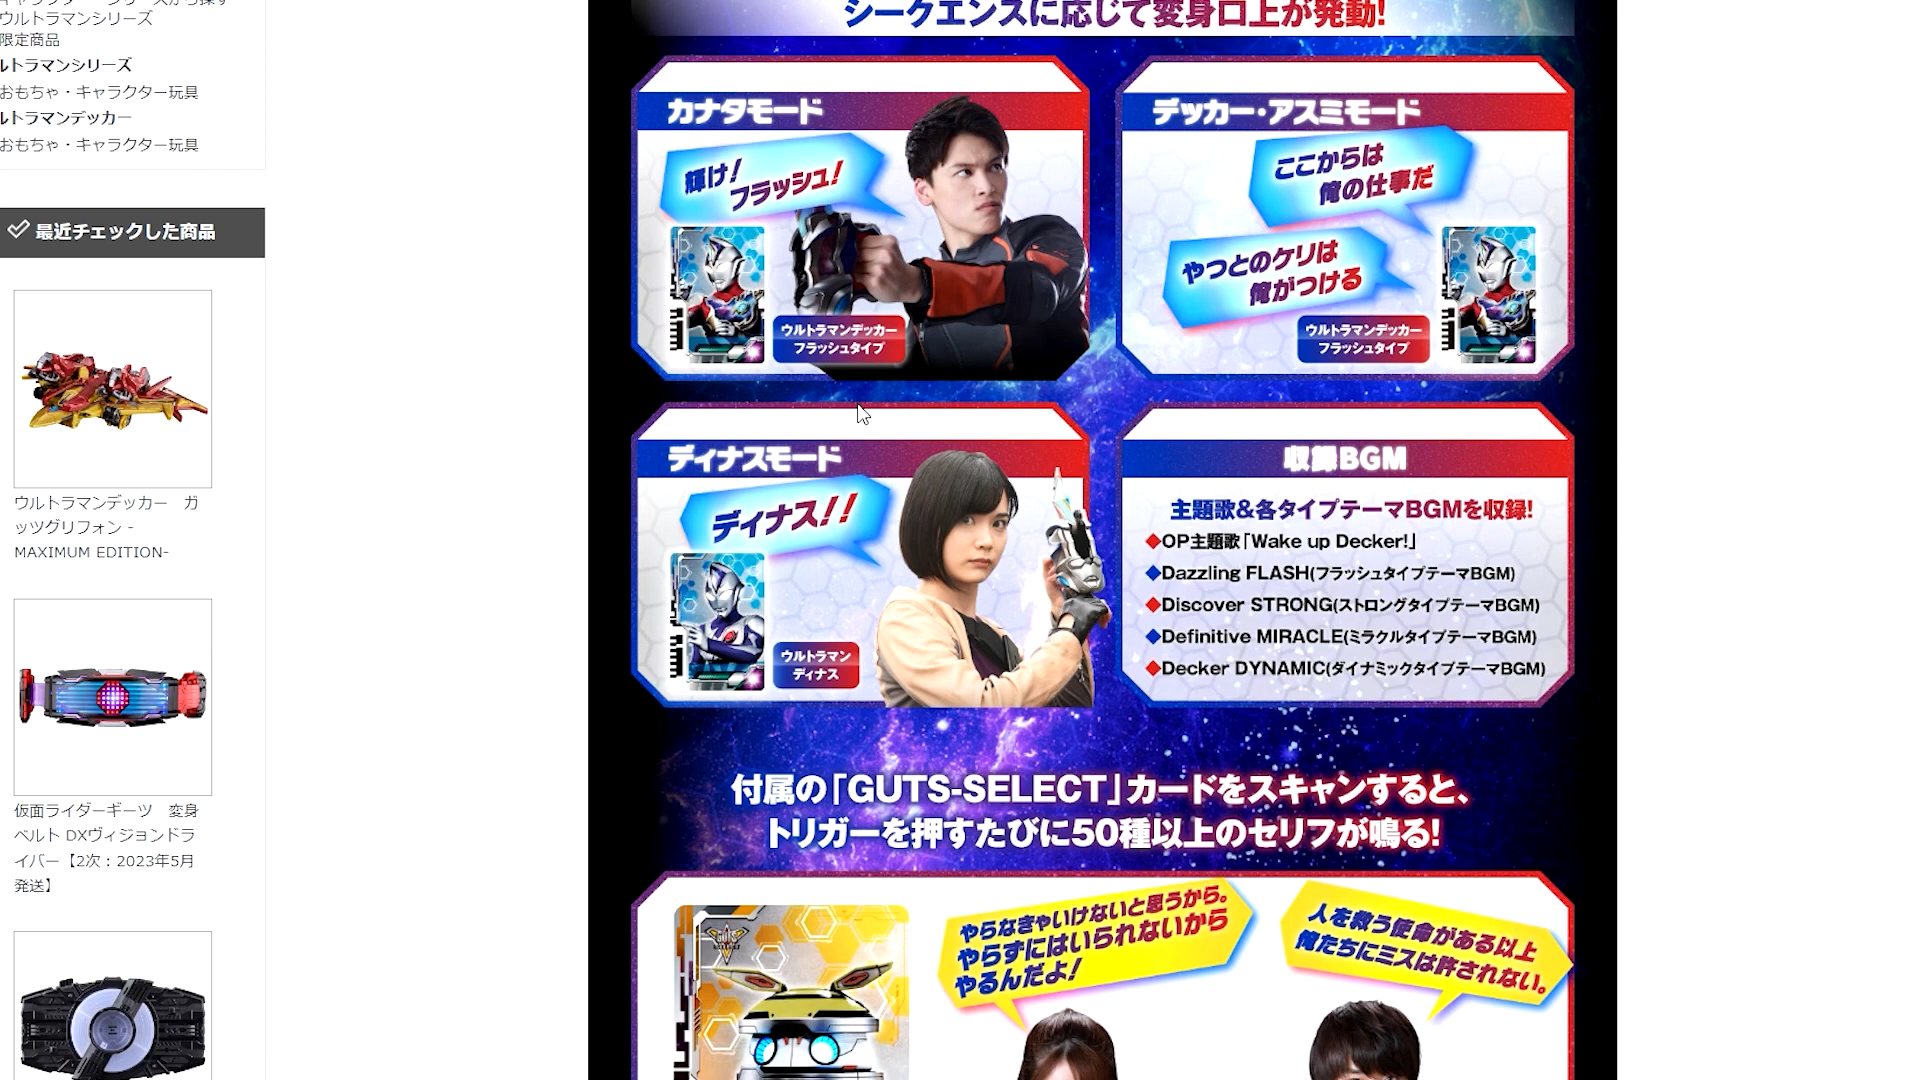 ウルトラマンシリーズ
限定商品
ルトラマンシリーズ
おもちゃ・キャラクター玩具
ルトラマンデッカー
おもちゃ・キャラクター玩具
最近チェックした商品
ウルトラマンデッカー　ガ
ッツグリフォン -
MAXIMUM EDITION-
仮面ライダーギーツ　変身
ベルト DXヴィジョンドラ
イバー【2次：2023年5月
発送】
シークエンスに応じて変身口上が発動!
カナタモード
輝け!
フラッシュ!
ウルトラマンデッカー
フラッシュタイプ
デッカー・アスミモード
ここからは
俺の仕事だ
やつとのケリは
俺がつける
ウルトラマンデッカー
フラッシュタイプ
ディナスモード
ディナス!!
ウルトラマン
ディナス
収録BGM
主題歌&各タイプテーマBGMを収録!
◆OP主題歌「Wake up Decker!」
◆Dazzling FLASH(フラッシュタイプテーマBGM)
◆Discover STRONG(ストロングタイプテーマBGM)
◆Definitive MIRACLE(ミラクルタイプテーマBGM)
◆Decker DYNAMIC(ダイナミックタイプテーマBGM)
付属の「GUTS-SELECT」カードをスキャンすると、
トリガーを押すたびに50種以上のセリフが鳴る!
やらなきゃいけないと思うから。
やらずにはいられないから
やるんだよ!
人を救う使命がある以上
俺たちにミスは許されない。
GUTS